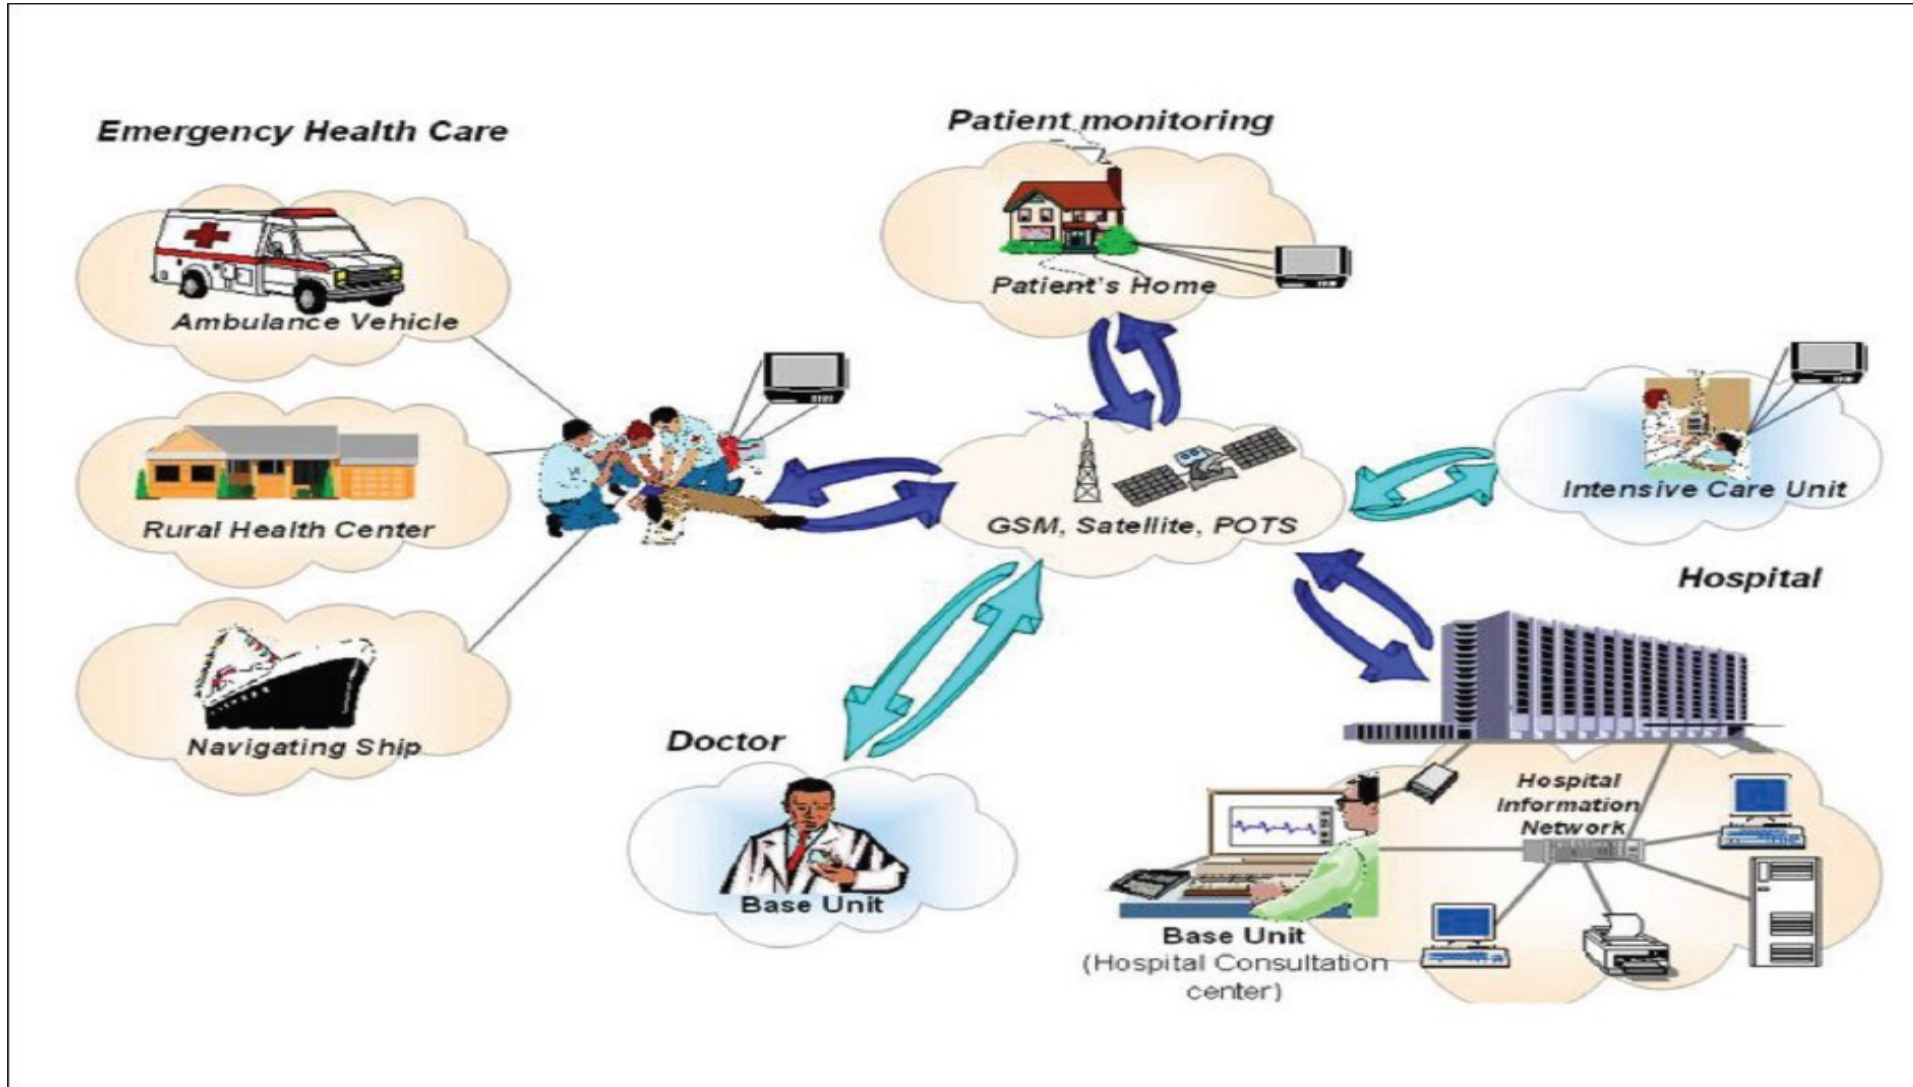 Emergency Health Care
Ambulance Vehicle
Rural Health Center
Navigating Ship
Patient monitoring
Patient's Home
GSM, Satellite, POTS
Intensive Care Unit
Doctor
Base Unit
Hospital
Hospital
Information
Network
Base Unit
(Hospital Consultation
center)